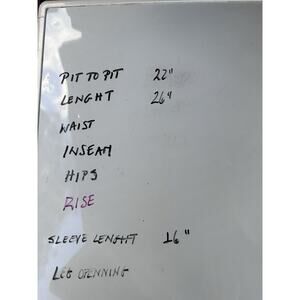 PIT TO PIT 22"
LENGHT 26"
WAIST
INSEAM
HIPS
RISE
SLEEVE LENGHT 16"
LEG OPENNING